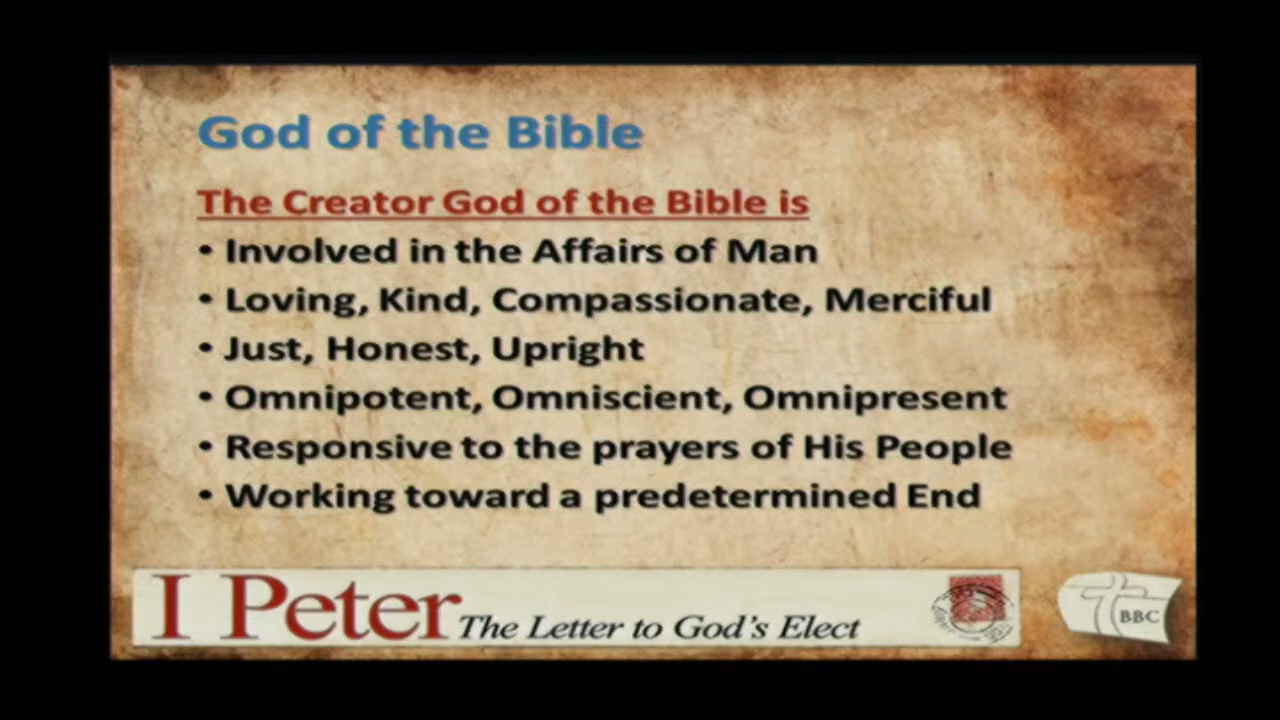 God of the Bible
The Creator God of the Bible is
• Involved in the Affairs of Man
• Loving, Kind, Compassionate, Merciful
• Just, Honest, Upright
• Omnipotent, Omniscient, Omnipresent
• Responsive to the prayers of His People
• Working toward a predetermined End
I Peter The Letter to God's Elect
BBC